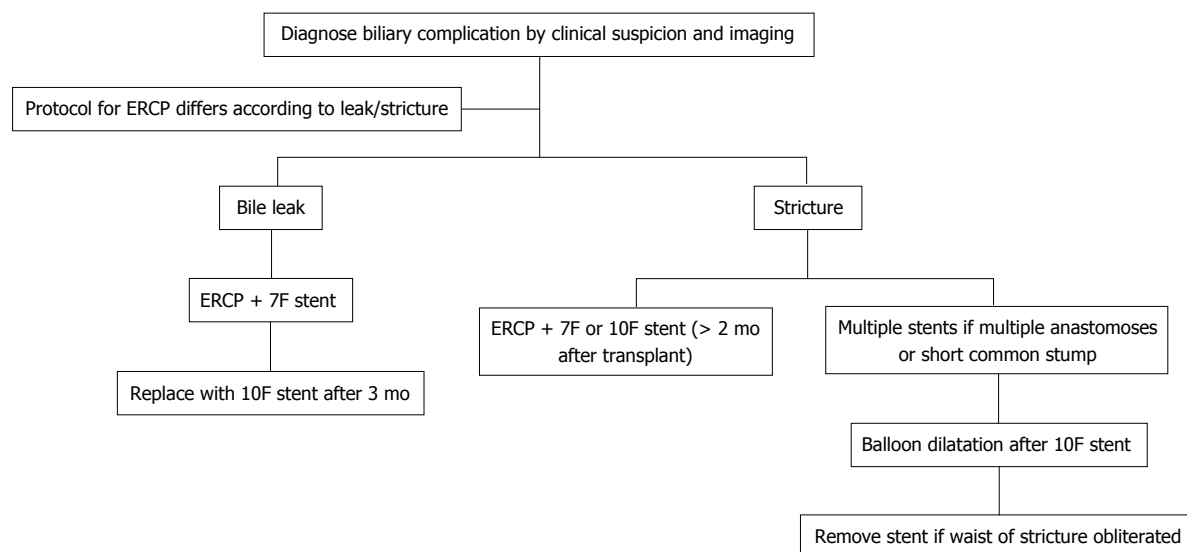 Diagnose biliary complication by clinical suspicion and imaging
Protocol for ERCP differs according to leak/stricture
Bile leak
Stricture
ERCP + 7F stent
ERCP + 7F or 10F stent (> 2 mo
after transplant)
Multiple stents if multiple anastomoses
or short common stump
Replace with 10F stent after 3 mo
Balloon dilatation after 10F stent
Remove stent if waist of stricture obliterated